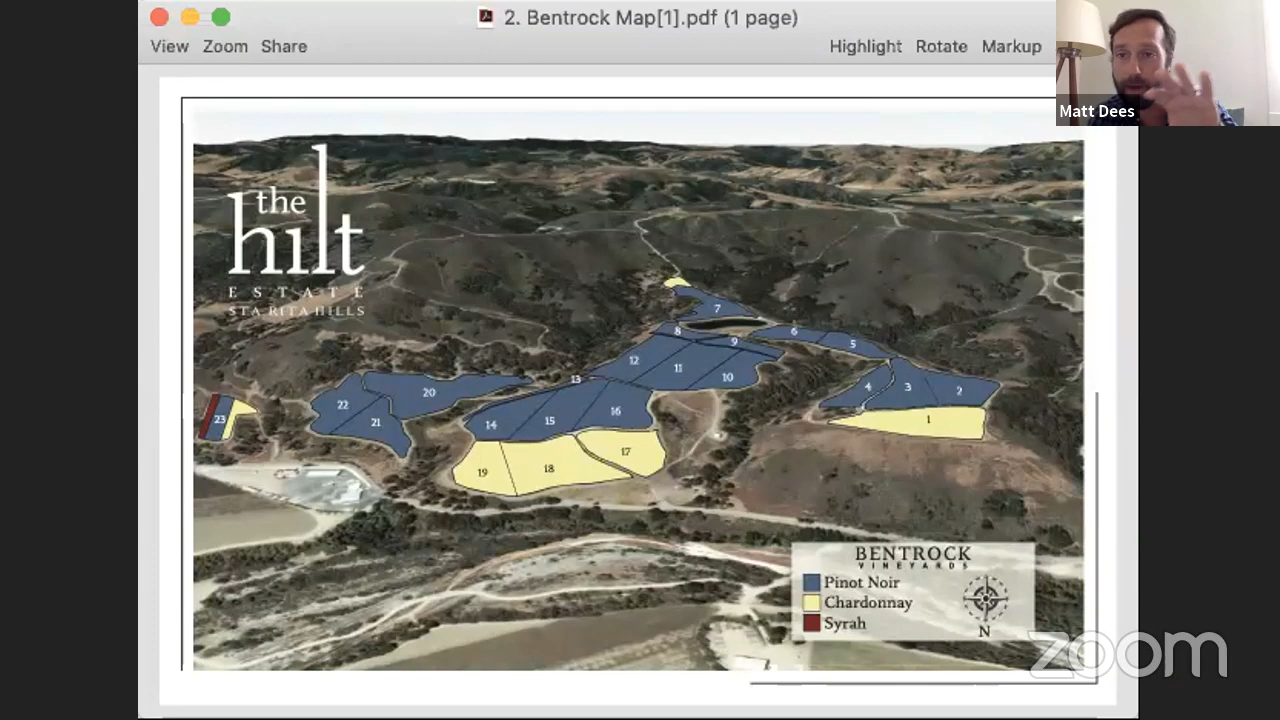 2. Bentrock Map[1].pdf (1 page)
View Zoom Share
Highlight Rotate Markup
Matt Dees
the
hilt
ESTATE
STA RITA HILLS
7
8
6
9
5
12
11
10
13
20
4
3
2
22
16
23
21
14
15
1
17
19
18
BENTROCK
VINEYARDS
Pinot Noir
Chardonnay
Syrah
N
zoom